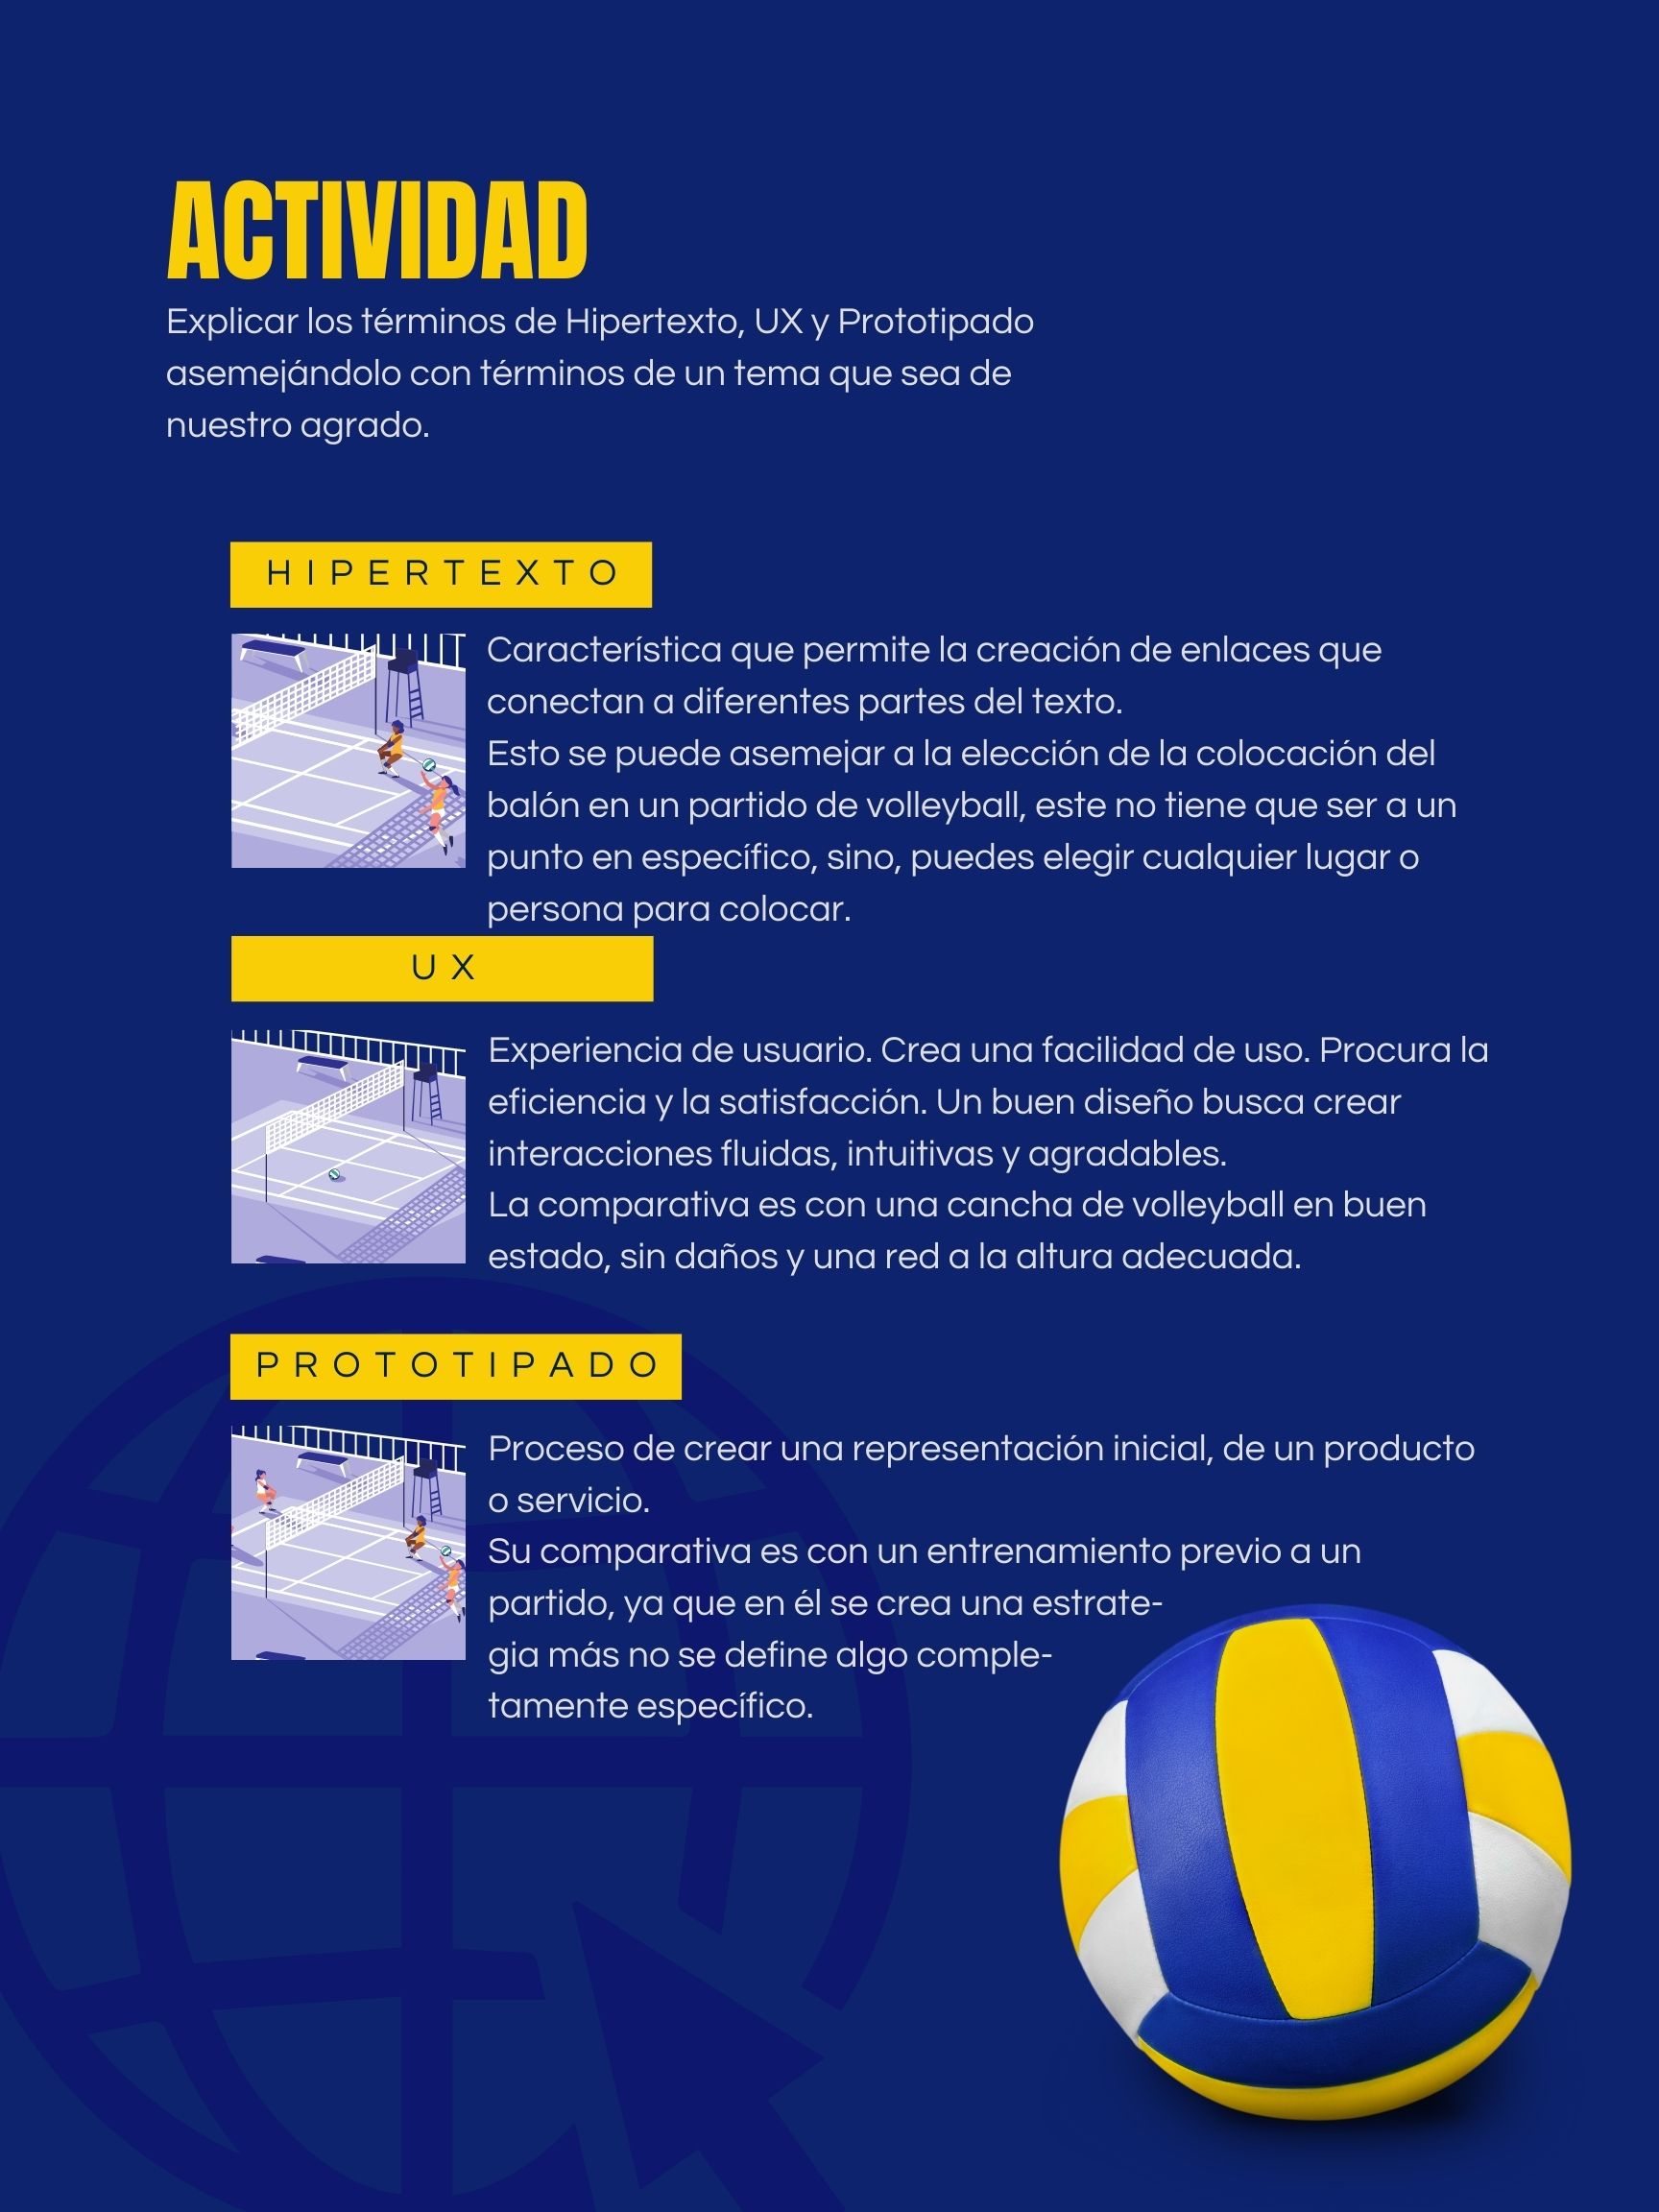 ACTIVIDAD
Explicar los términos de Hipertexto, UX y Prototipado
asemejándolo con términos de un tema que sea de
nuestro agrado.
HIPERTEXTO
Característica que permite la creación de enlaces que
conectan a diferentes partes del texto.
Esto se puede asemejar a la elección de la colocación del
balón en un partido de volleyball, este no tiene que ser a un
punto en específico, sino, puedes elegir cualquier lugar o
persona para colocar.
UX
Experiencia de usuario. Crea una facilidad de uso. Procura la
eficiencia y la satisfacción. Un buen diseño busca crear
interacciones fluidas, intuitivas y agradables.
La comparativa es con una cancha de volleyball en buen
estado, sin daños y una red a la altura adecuada.
PROTOTIPADO
Proceso de crear una representación inicial, de un producto
o servicio.
Su comparativa es con un entrenamiento previo a un
partido, ya que en él se crea una estrate-
gia más no se define algo comple-
tamente específico.